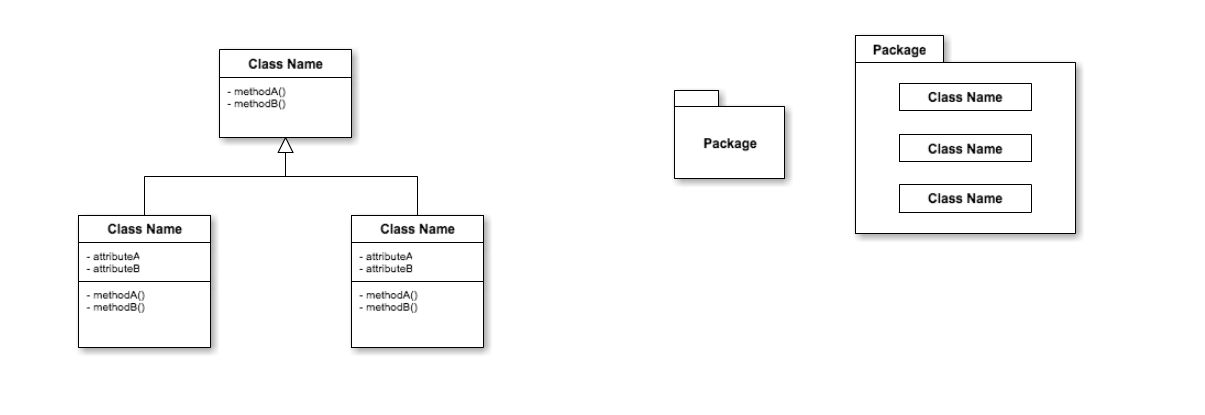 Class Name
- methodA()
- methodB()
Class Name
- attributeA
- attributeB
- methodA()
- methodB()
Class Name
- attributeA
- attributeB
- methodA()
- methodB()
Package
Package
Class Name
Class Name
Class Name